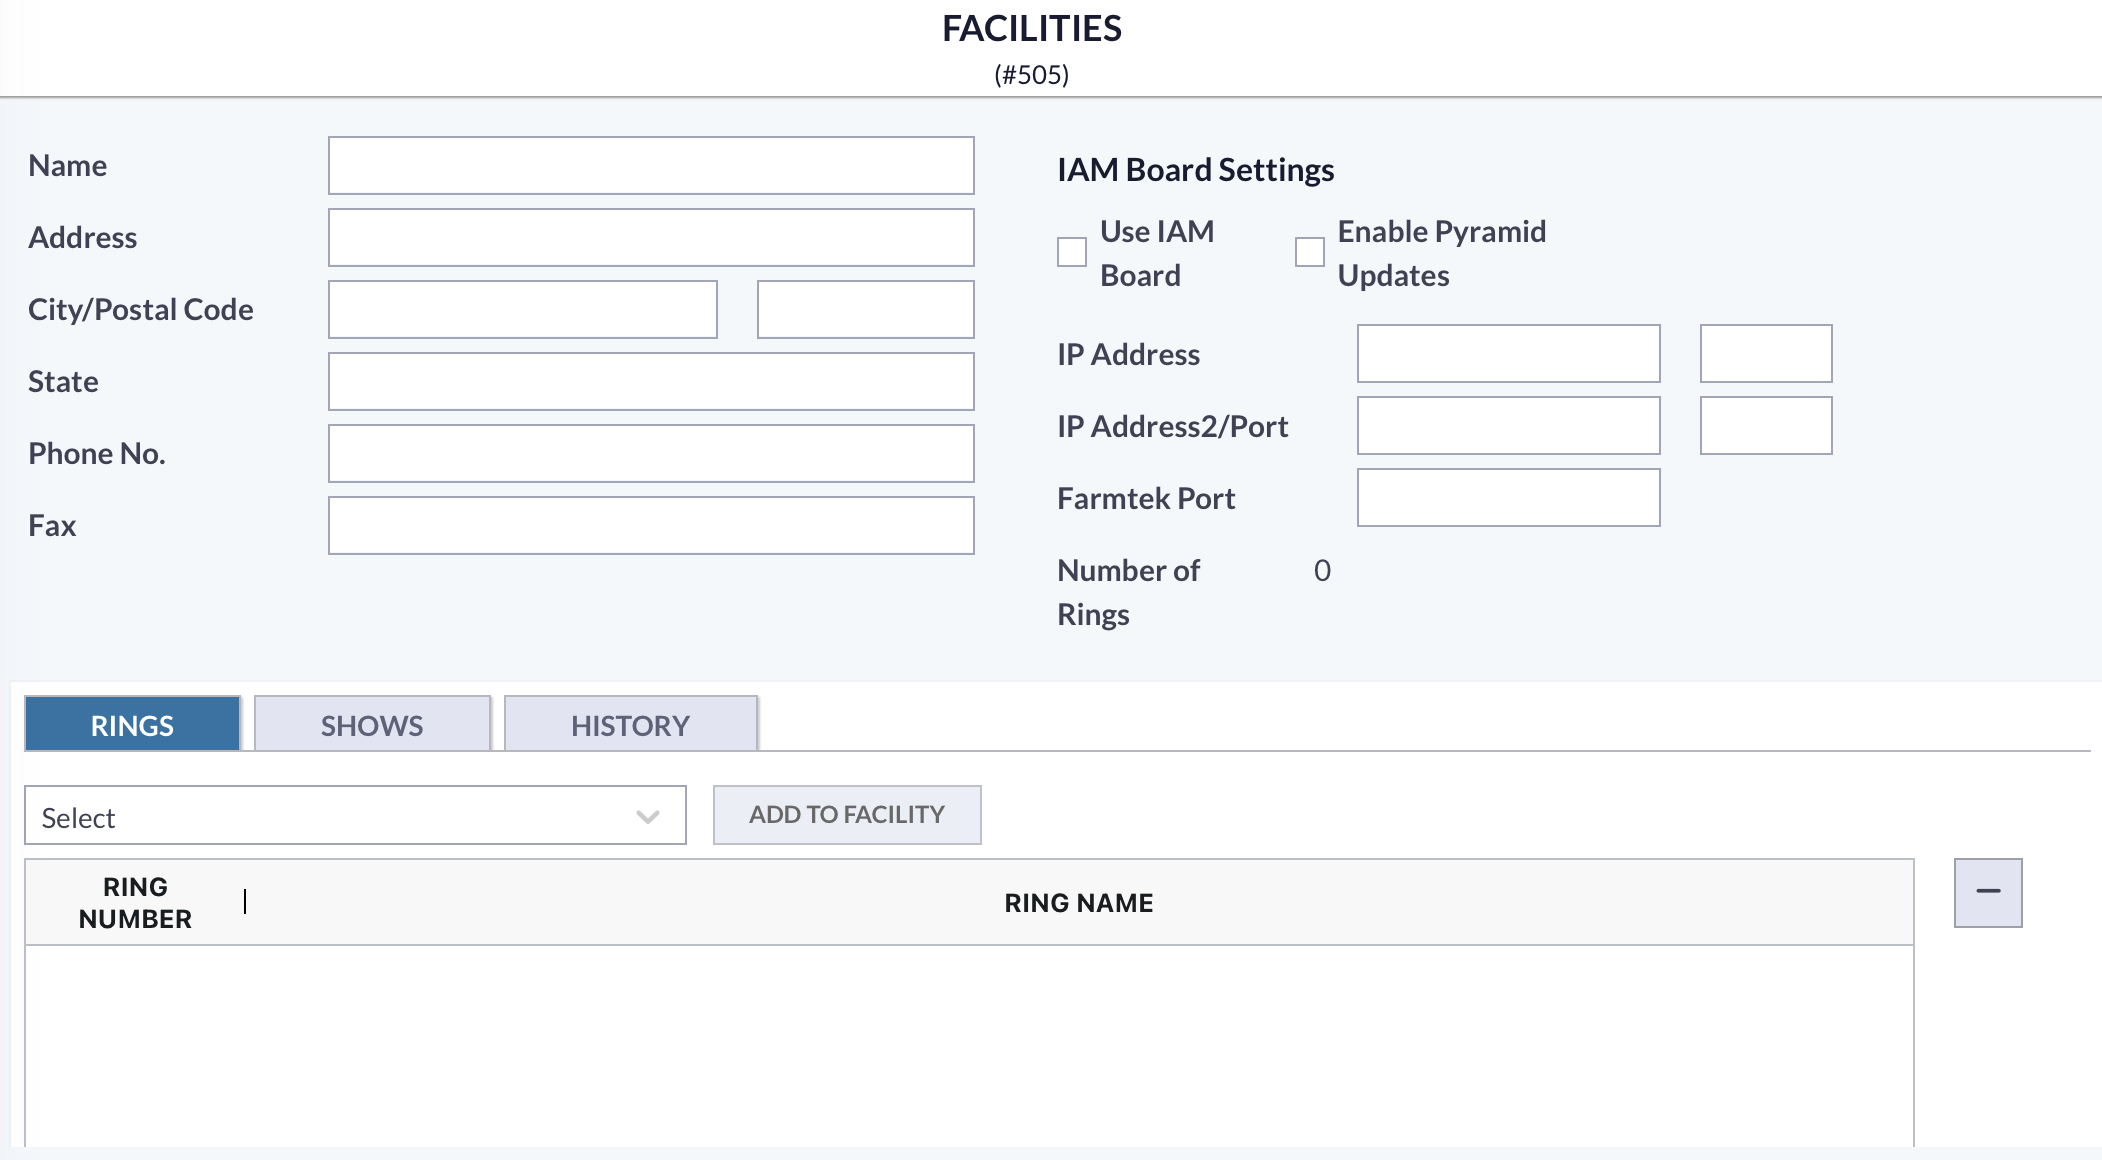 FACILITIES
(#505)
Name
Address
City/Postal Code
State
Phone No.
Fax
IAM Board Settings
Use IAM
Board
Enable Pyramid
Updates
IP Address
IP Address2/Port
Farmtek Port
Number of
Rings
0
RINGS SHOWS HISTORY
Select ADD TO FACILITY
RING
NUMBER
RING NAME